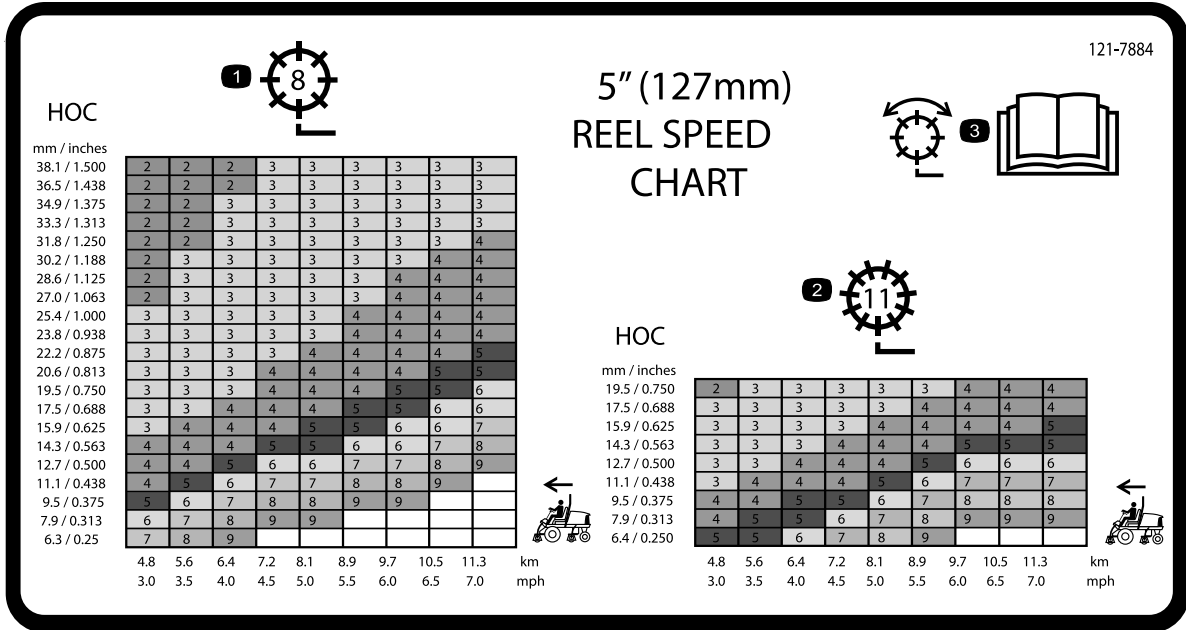 121-7884
1
8
5” (127mm)
REEL SPEED
CHART
3
HOC
mm / inches
38.1 / 1.500 2 2 2 3 3 3 3 3 3
36.5 / 1.438 2 2 2 3 3 3 3 3 3
34.9 / 1.375 2 2 3 3 3 3 3 3 3
33.3 / 1.313 2 2 3 3 3 3 3 3 3
31.8 / 1.250 2 2 3 3 3 3 3 3 4
30.2 / 1.188 2 3 3 3 3 3 3 4 4
28.6 / 1.125 2 3 3 3 3 3 4 4 4
27.0 / 1.063 2 3 3 3 3 3 4 4 4
25.4 / 1.000 3 3 3 3 3 4 4 4 4
23.8 / 0.938 3 3 3 3 3 4 4 4 4
22.2 / 0.875 3 3 3 3 4 4 4 4 5
20.6 / 0.813 3 3 3 4 4 4 4 5 5
19.5 / 0.750 3 3 3 4 4 4 5 5 6
17.5 / 0.688 3 3 4 4 4 5 5 6 6
15.9 / 0.625 3 4 4 4 5 5 6 6 7
14.3 / 0.563 4 4 4 5 5 6 6 7 8
12.7 / 0.500 4 4 5 6 6 7 7 8 9
11.1 / 0.438 4 5 6 7 7 8 8 9
9.5 / 0.375 5 6 7 8 8 9 9
7.9 / 0.313 6 7 8 9 9
6.3 / 0.25 7 8 9
4.8 5.6 6.4 7.2 8.1 8.9 9.7 10.5 11.3 km
3.0 3.5 4.0 4.5 5.0 5.5 6.0 6.5 7.0 mph
2
11
HOC
mm / inches
19.5 / 0.750 2 3 3 3 3 3 4 4 4
17.5 / 0.688 3 3 3 3 3 4 4 4 4
15.9 / 0.625 3 3 3 3 4 4 4 4 5
14.3 / 0.563 3 3 3 4 4 4 5 5 5
12.7 / 0.500 3 3 4 4 4 5 6 6 6
11.1 / 0.438 3 4 4 4 5 6 7 7 7
9.5 / 0.375 4 4 5 5 6 7 8 8 8
7.9 / 0.313 4 5 5 6 7 8 9 9 9
6.4 / 0.250 5 5 6 7 8 9
4.8 5.6 6.4 7.2 8.1 8.9 9.7 10.5 11.3 km
3.0 3.5 4.0 4.5 5.0 5.5 6.0 6.5 7.0 mph